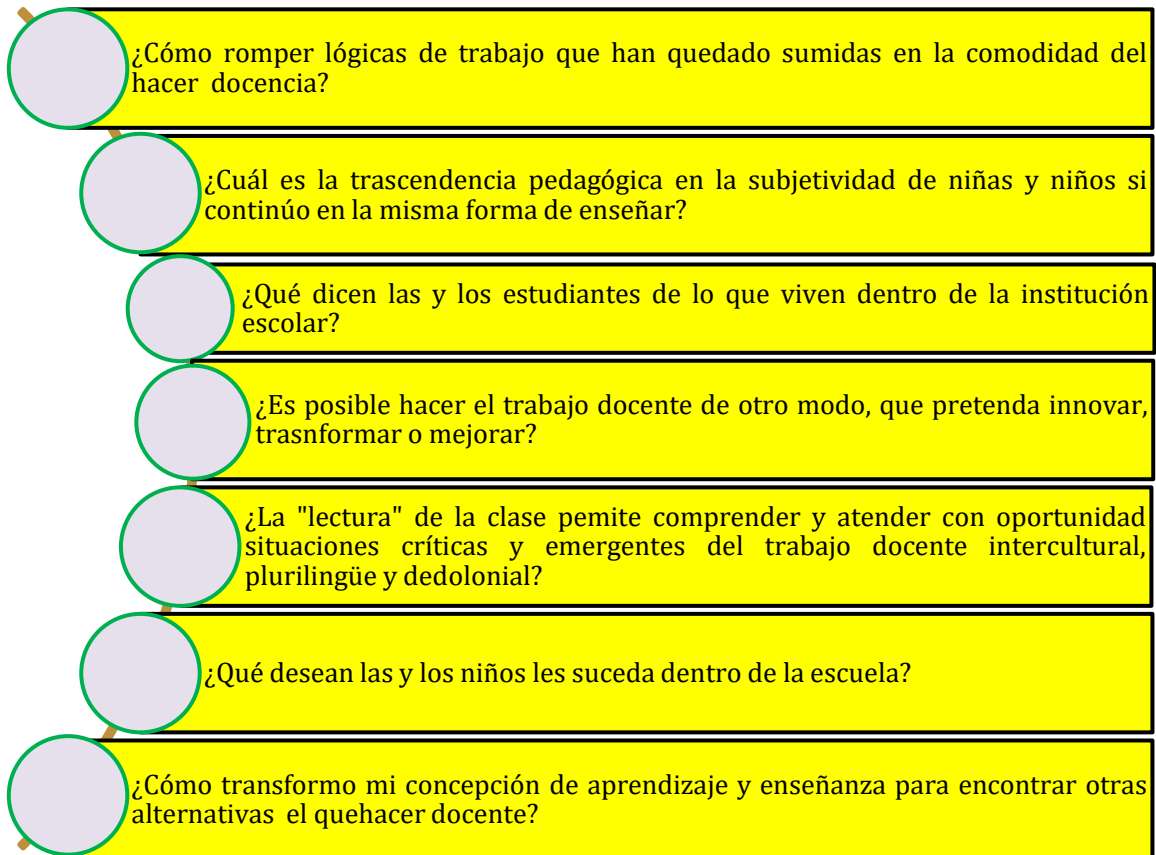 ¿Cómo romper lógicas de trabajo que han quedado sumidas en la comodidad del
hacer docencia?
¿Cuál es la trascendencia pedagógica en la subjetividad de niñas y niños si
continúo en la misma forma de enseñar?
¿Qué dicen las y los estudiantes de lo que viven dentro de la institución
escolar?
¿Es posible hacer el trabajo docente de otro modo, que pretenda innovar,
trasnformar o mejorar?
¿La "lectura" de la clase pemite comprender y atender con oportunidad
situaciones críticas y emergentes del trabajo docente intercultural,
plurilingüe y dedolonial?
¿Qué desean las y los niños les suceda dentro de la escuela?
¿Cómo transformo mi concepción de aprendizaje y enseñanza para encontrar otras
alternativas el quehacer docente?